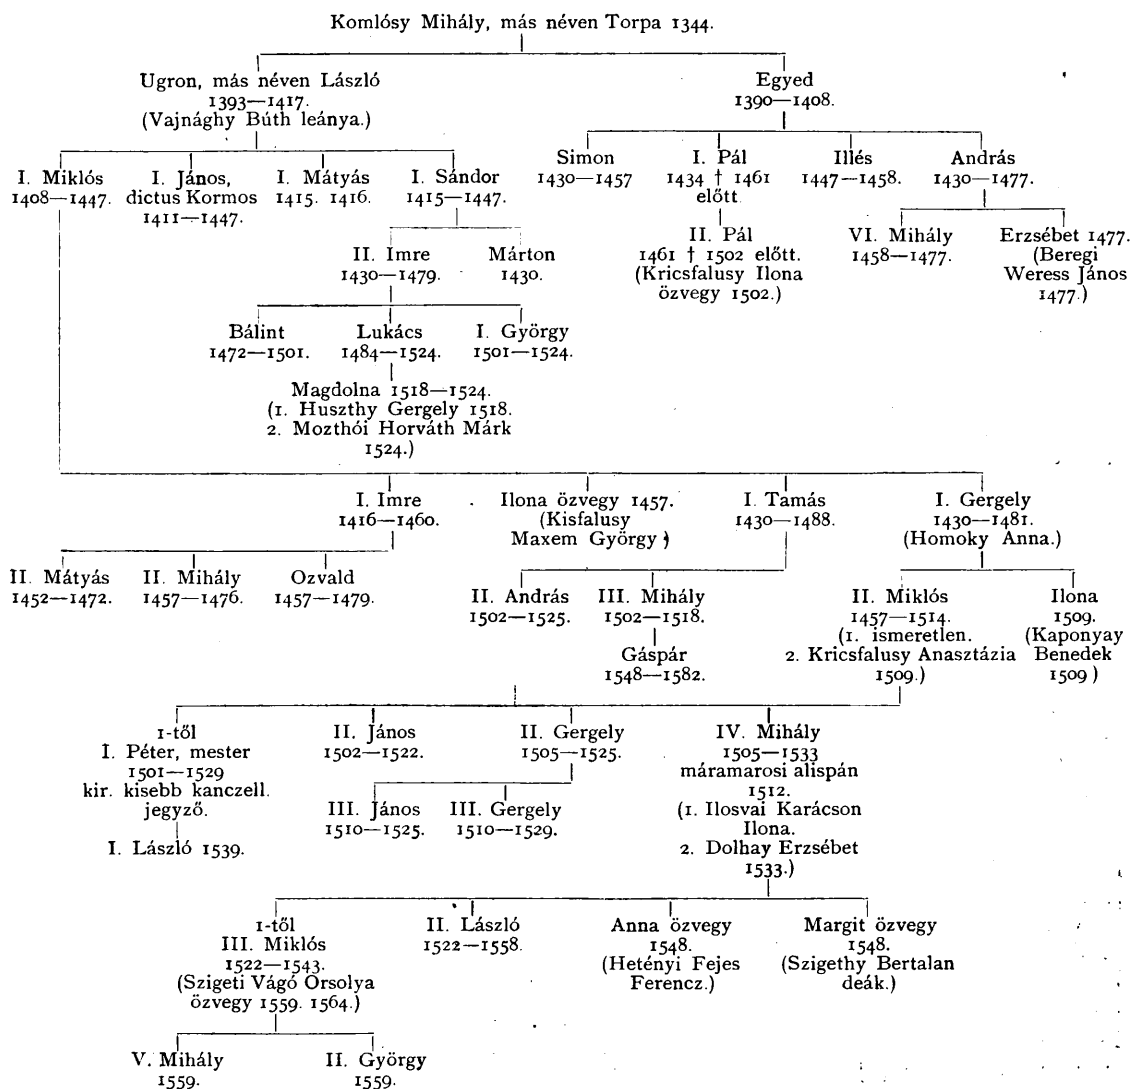 Komlósy Mihály, más néven Torpa 1344.
Ugron, más néven László
1393—1417.
(Vajnághy Búth leánya.)
Egyed
1390—1408.
I. Miklós
1408—1447.
I. János,
dictus Kormos
1411—1447.
I. Mátyás
1415. 1416.
I. Sándor
1415—1447.
Simon
1430—1457
I. Pál
1434 † 1461
előtt
Illés
1447—1458.
András
1430—1477.
II. Imre
1430—1479.
Márton
1430.
II. Pál
1461 † 1502 előtt.
(Kricsfalusy Ilona
özvegy 1502.)
VI. Mihály
1458—1477.
Erzsébet 1477.
(Beregi
Weress János
1477.)
Bálint
1472—1501.
Lukács
1484—1524.
I. György
1501—1524.
Magdolna 1518—1524.
(1. Huszthy Gergely 1518.
2. Mozthói Horváth Márk
1524.)
I. Imre
1416—1460.
Ilona özvegy 1457.
(Kisfalusy
Maxem György)
I. Tamás
1430—1488.
I. Gergely
1430—1481.
(Homoky Anna.)
II. Mátyás
1452—1472.
II. Mihály
1457—1476.
Ozvald
1457—1479.
II. András
1502—1525.
III. Mihály
1502—1518.
Gáspár
1548—1582.
II. Miklós
1457—1514.
(1. ismeretlen.
2. Kricsfalusy Anasztázia
1509.)
Ilona
1509.
(Kaponyay
Benedek
1509)
1-től
I. Péter, mester
1501—1529
kir. kisebb kanczell.
jegyző.
I. László 1539.
II. János
1502—1522.
II. Gergely
1505—1525.
III. János
1510—1525.
III. Gergely
1510—1529.
IV. Mihály
1505—1533
máramarosi alispán
1512.
(1. Ilosvai Karácson
Ilona.
2. Dolhay Erzsébet
1533.)
1-től
III. Miklós
1522—1543.
(Szigeti Vágó Orsolya
özvegy 1559. 1564.)
II. László
1522—1558.
Anna özvegy
1548.
(Hetényi Fejes
Ferencz.)
Margit özvegy
1548.
(Szigethy Bertalan
deák.)
V. Mihály
1559.
II. György
1559.